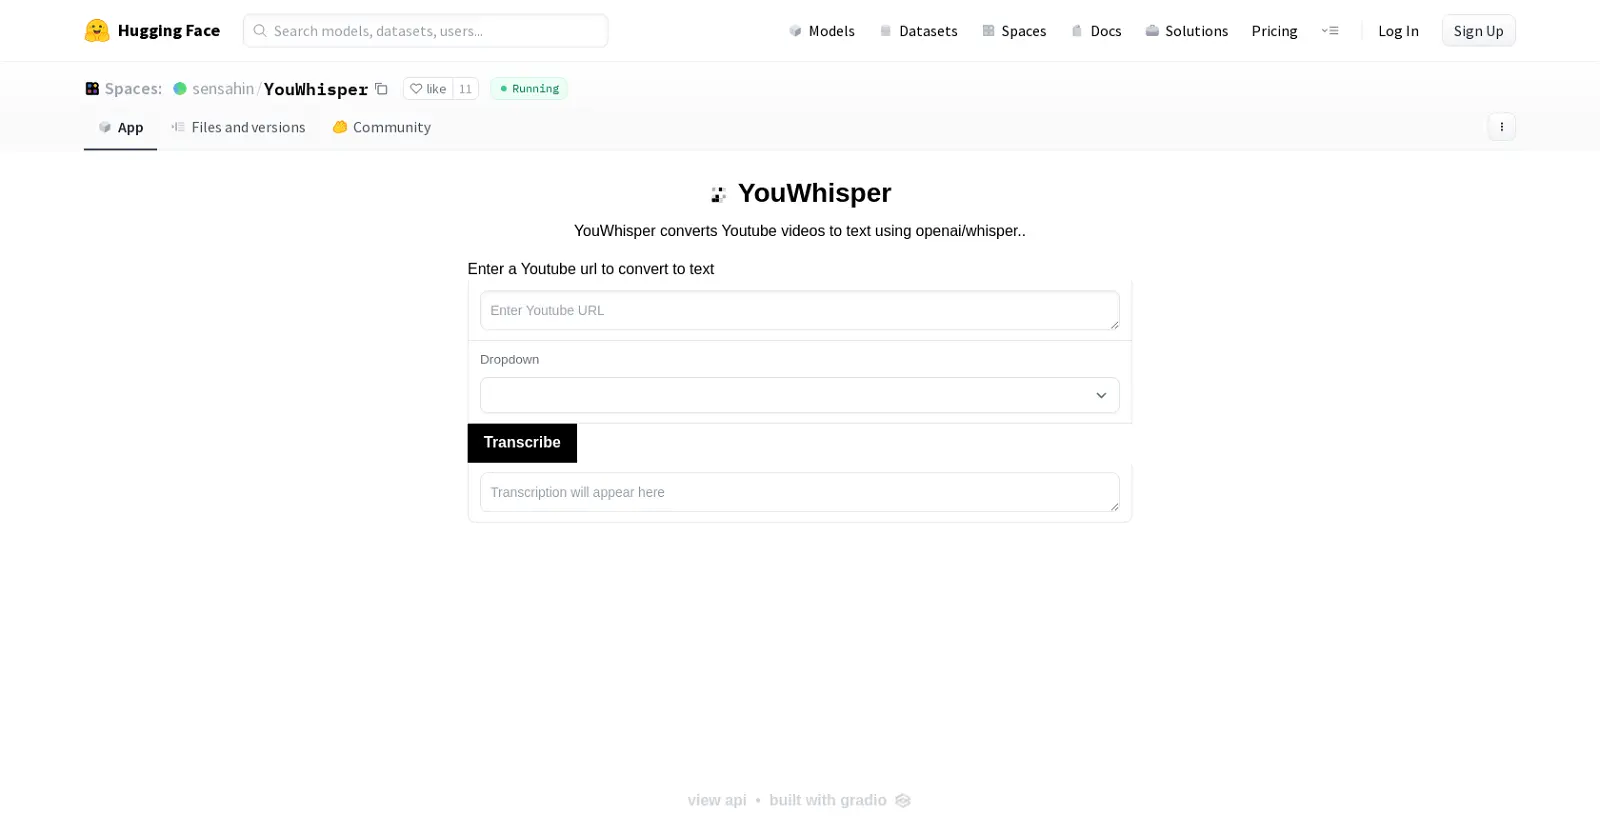 Hugging Face
Search models, datasets, users...
Models
Datasets
Spaces
Docs
Solutions
Pricing
Log In
Sign Up
Spaces: sensahin/YouWhisper
like 11
Running
App
Files and versions
Community
YouWhisper
YouWhisper converts Youtube videos to text using openai/whisper..
Enter a Youtube url to convert to text
Enter Youtube URL
Dropdown
Transcribe
Transcription will appear here
view api • built with gradio